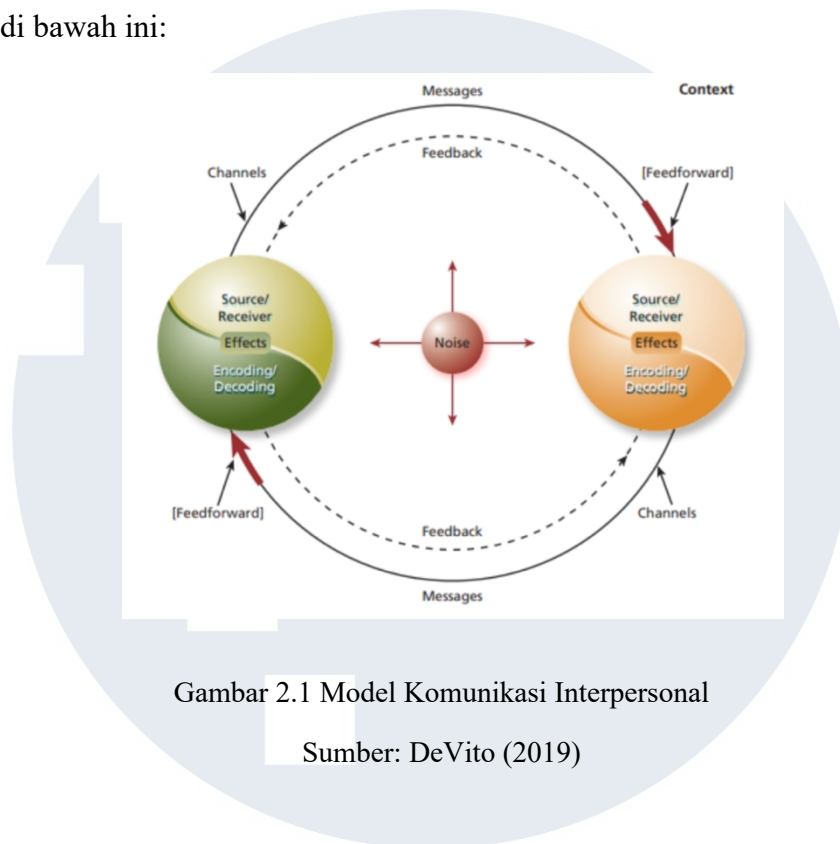 di bawah ini:
Messages
Context
Feedback
Channels
[Feedforward]
Source/
Receiver
Effects
Encoding/
Decoding
Noise
Source/
Receiver
Effects
Encoding/
Decoding
[Feedforward]
Feedback
Channels
Messages
Gambar 2.1 Model Komunikasi Interpersonal
Sumber: DeVito (2019)